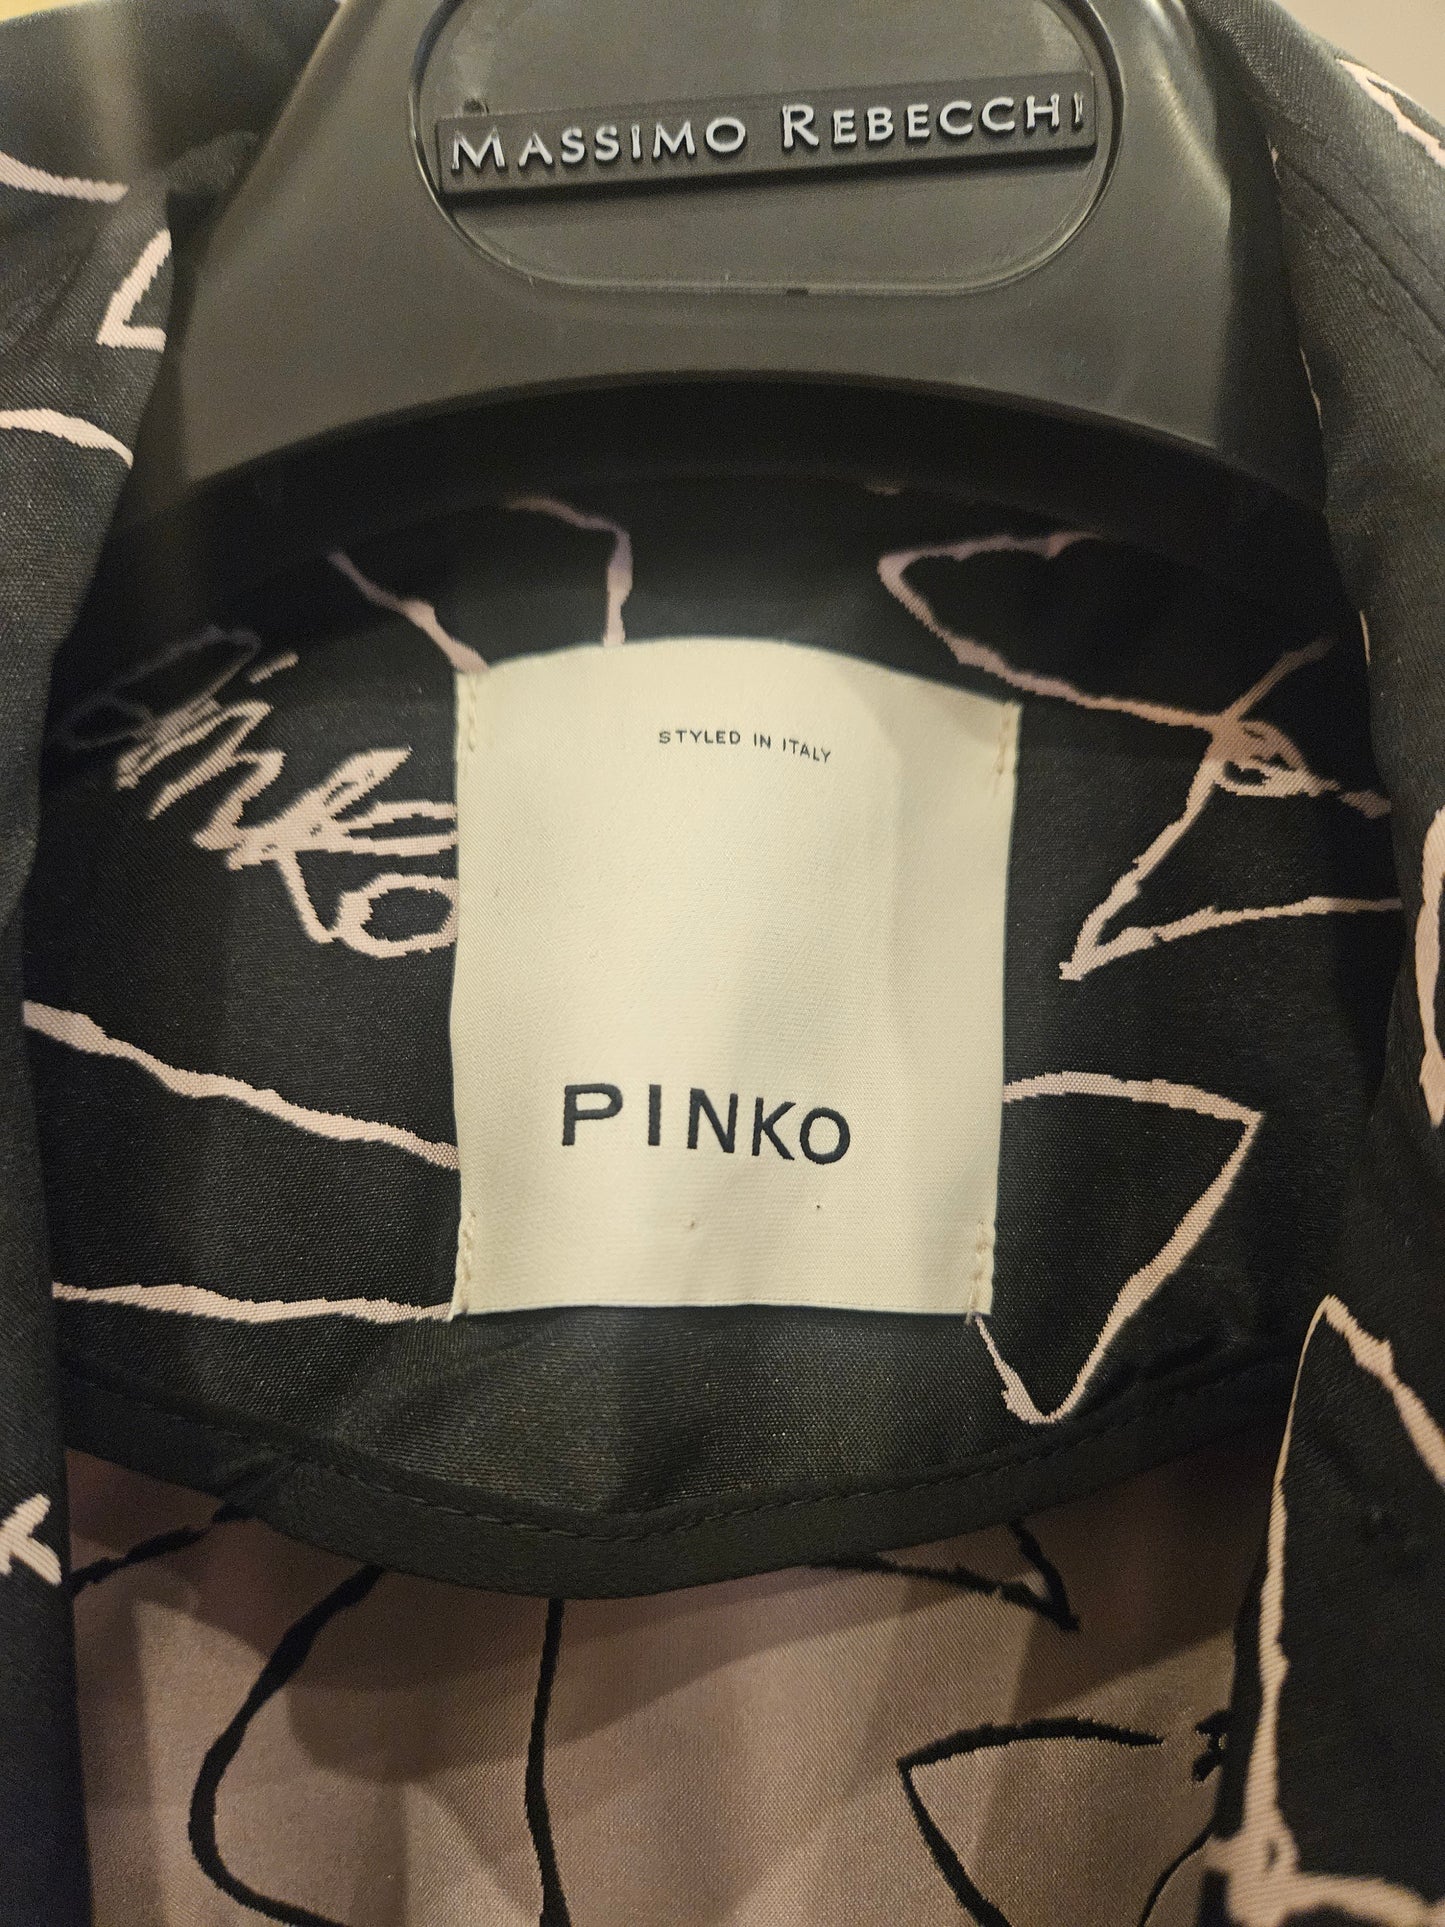 MASSIMO REBECCHI
STYLED IN ITALY
PINKO